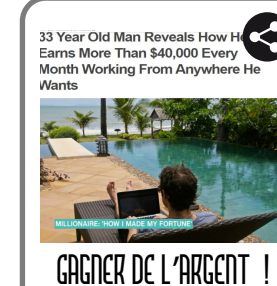 33 Year Old Man Reveals How He
Earns More Than $40,000 Every
Month Working From Anywhere He
Wants
MILLIONAIRE: 'HOW I MADE MY FORTUNE'
GAGNER DE L'ARGENT !